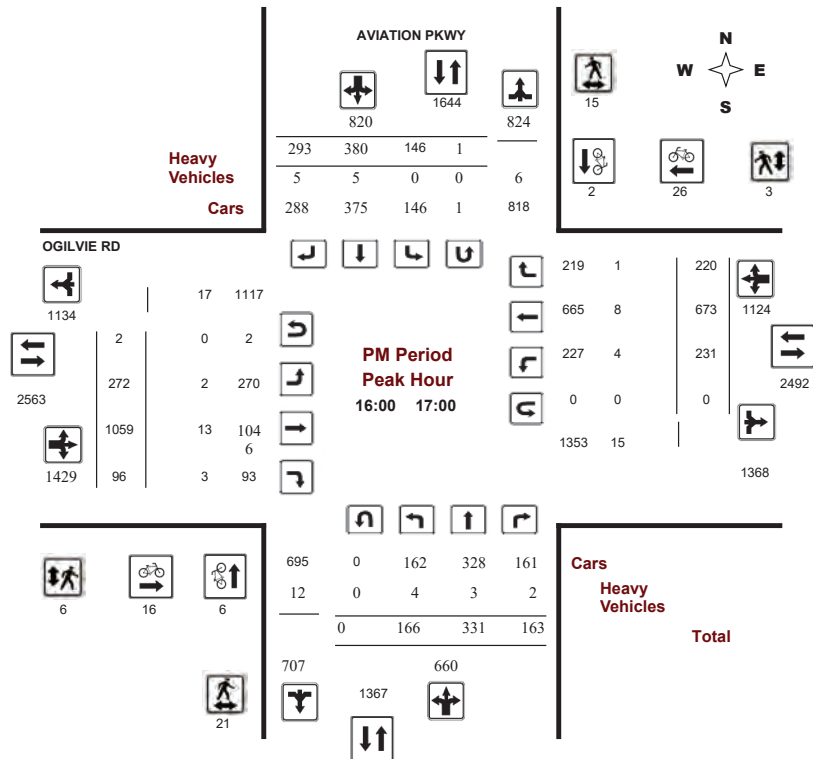 AVIATION PKWY
N
W E
S
1644
15
820 824
293 380 146 1
Heavy
Vehicles
5 5 0 0 6
Cars
288 375 146 1 818
2 26 3
OGILVIE RD
1134
17 1117
2 0 2
2563
272 2 270
1059 13 104
6
1429
96 3 93
PM Period
Peak Hour
16:00 17:00
219 1 220
1124
665 8 673
227 4 231
2492
0 0 0
1353 15
1368
695 0 162 328 161
Cars
12 0 4 3 2
Heavy
Vehicles
0 166 331 163
Total
6 16 6
707 660
1367
21